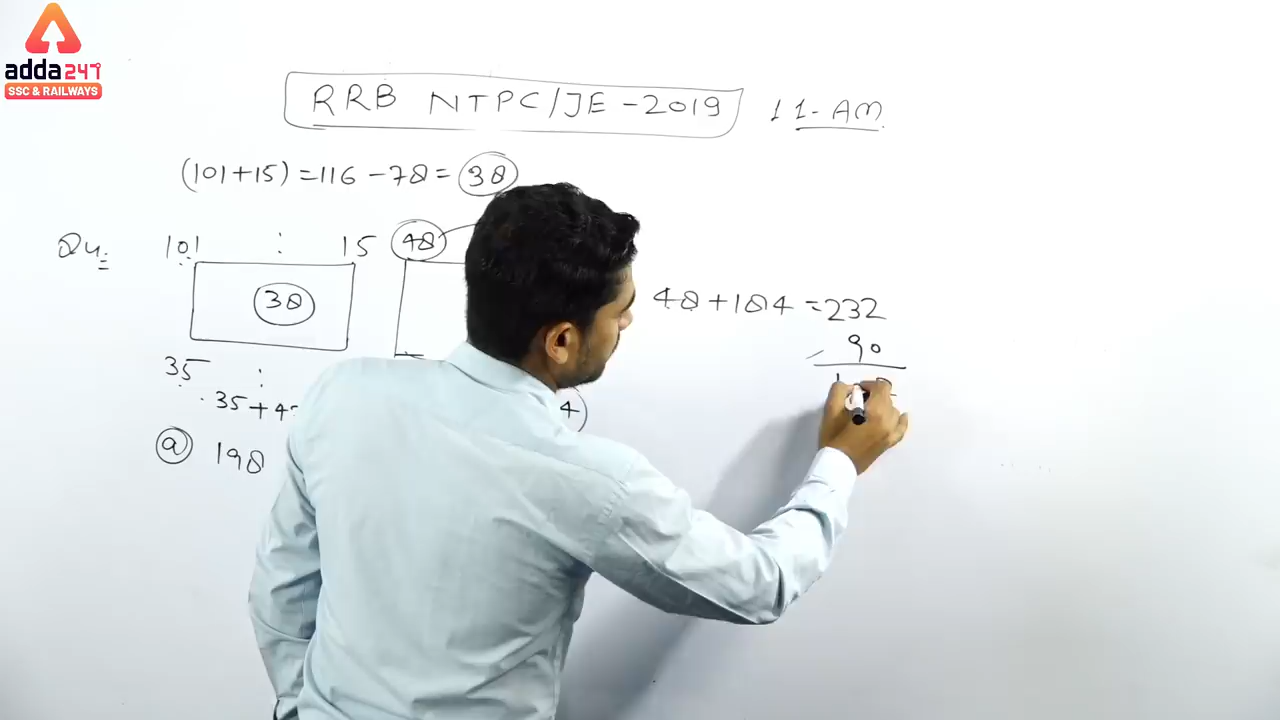 adda247
SSC & RAILWAYS
RRB NTPC/JE-2019 11-AM
(101+15) =116 -78= 38
Q4. 101 : 15 48
38
48+184 =232
90
35 :
35+4 4
a 198